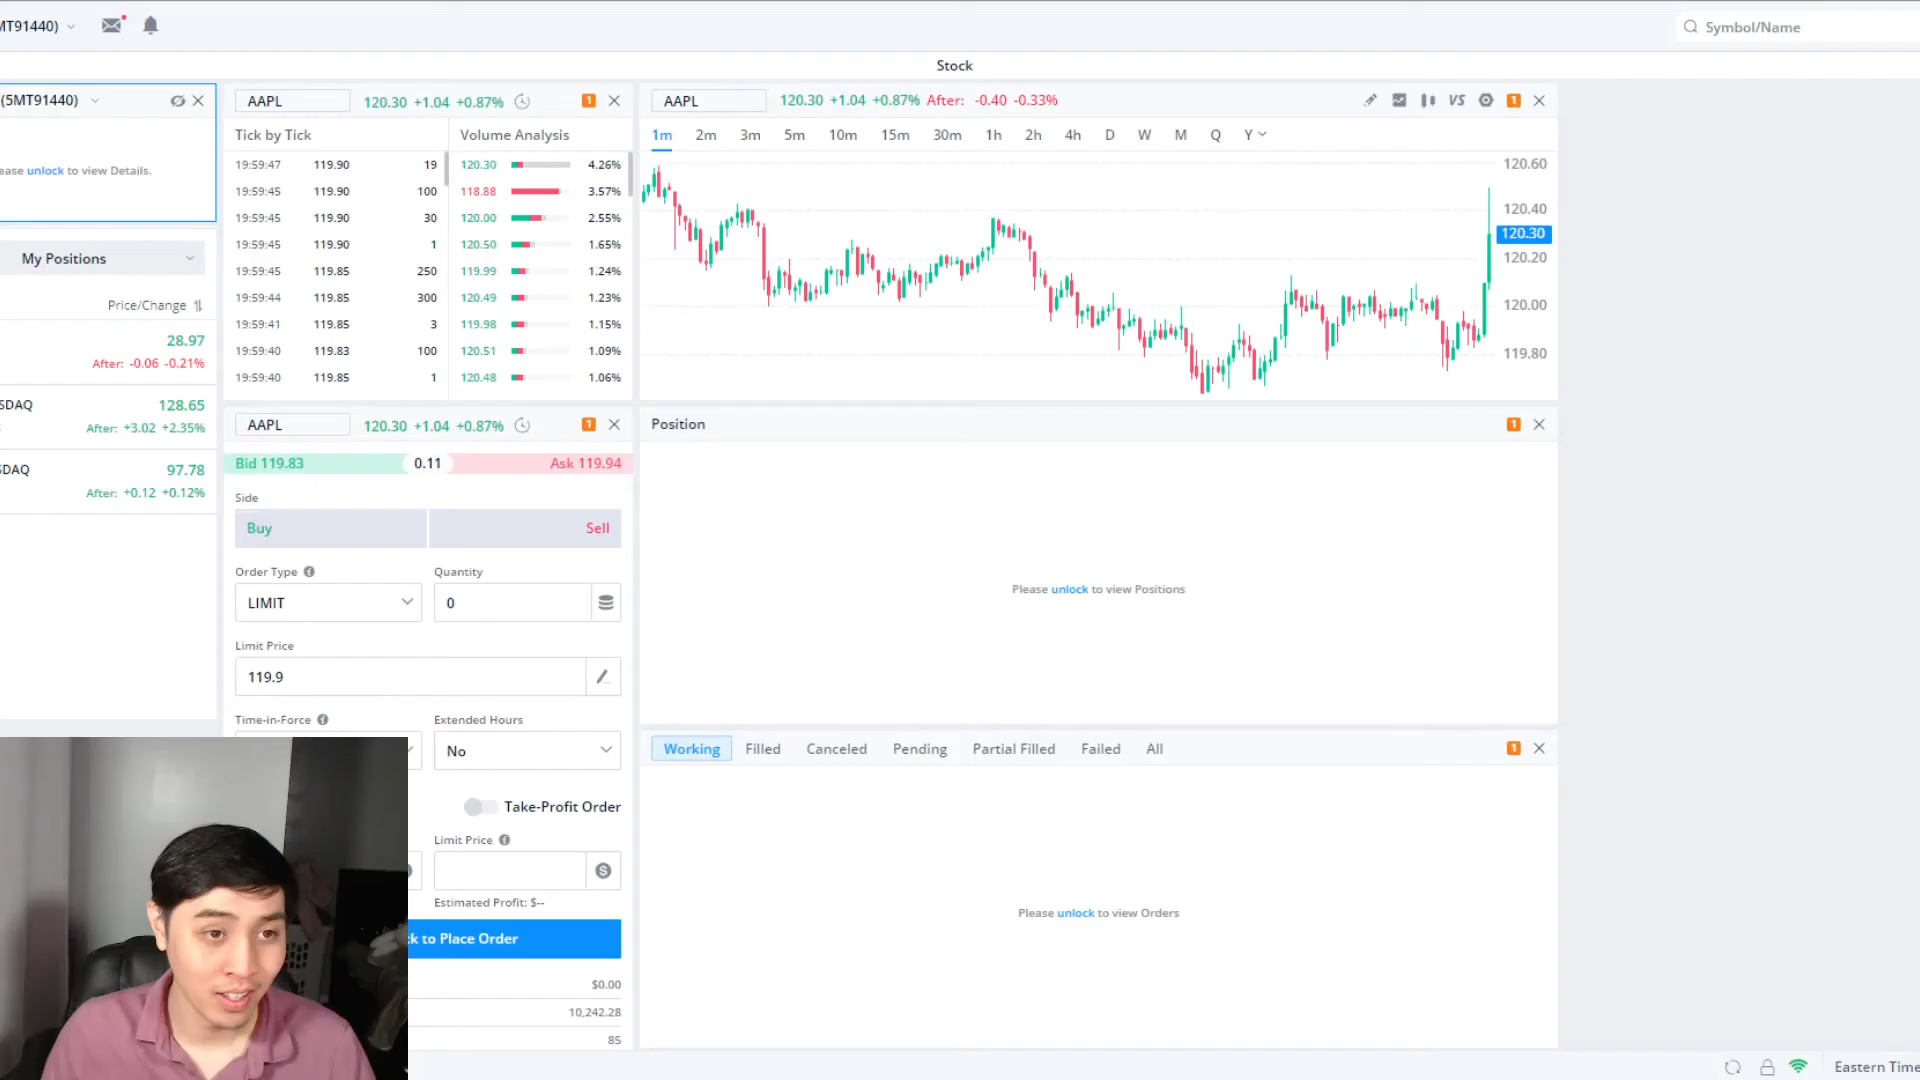 MT91440)
Symbol/Name
Stock
(5MT91440)
ease unlock to view Details.
My Positions
Price/Change
28.97
After: -0.06 -0.21%
SDAQ 128.65
After: +3.02 +2.35%
SDAQ 97.78
After: +0.12 +0.12%
AAPL 120.30 +1.04 +0.87% 1
Tick by Tick Volume Analysis
19:59:47 119.90 19 120.30 4.26%
19:59:45 119.90 100 118.88 3.57%
19:59:45 119.90 30 120.00 2.55%
19:59:45 119.90 1 120.50 1.65%
19:59:45 119.85 250 119.99 1.24%
19:59:44 119.85 300 120.49 1.23%
19:59:41 119.85 3 119.98 1.15%
19:59:40 119.83 100 120.51 1.09%
19:59:40 119.85 1 120.48 1.06%
AAPL 120.30 +1.04 +0.87% After: -0.40 -0.33% VS 1
1m 2m 3m 5m 10m 15m 30m 1h 2h 4h D W M Q Y
120.60
120.40
120.30
120.20
120.00
119.80
AAPL 120.30 +1.04 +0.87% 1
Bid 119.83 0.11 Ask 119.94
Side
Buy Sell
Order Type Quantity
LIMIT 0
Limit Price
119.9
Time-in-Force Extended Hours
No
Take-Profit Order
Limit Price
Estimated Profit: $--
k to Place Order
$0.00
10,242.28
85
Position 1
Please unlock to view Positions
Working Filled Canceled Pending Partial Filled Failed All 1
Please unlock to view Orders
Eastern Time